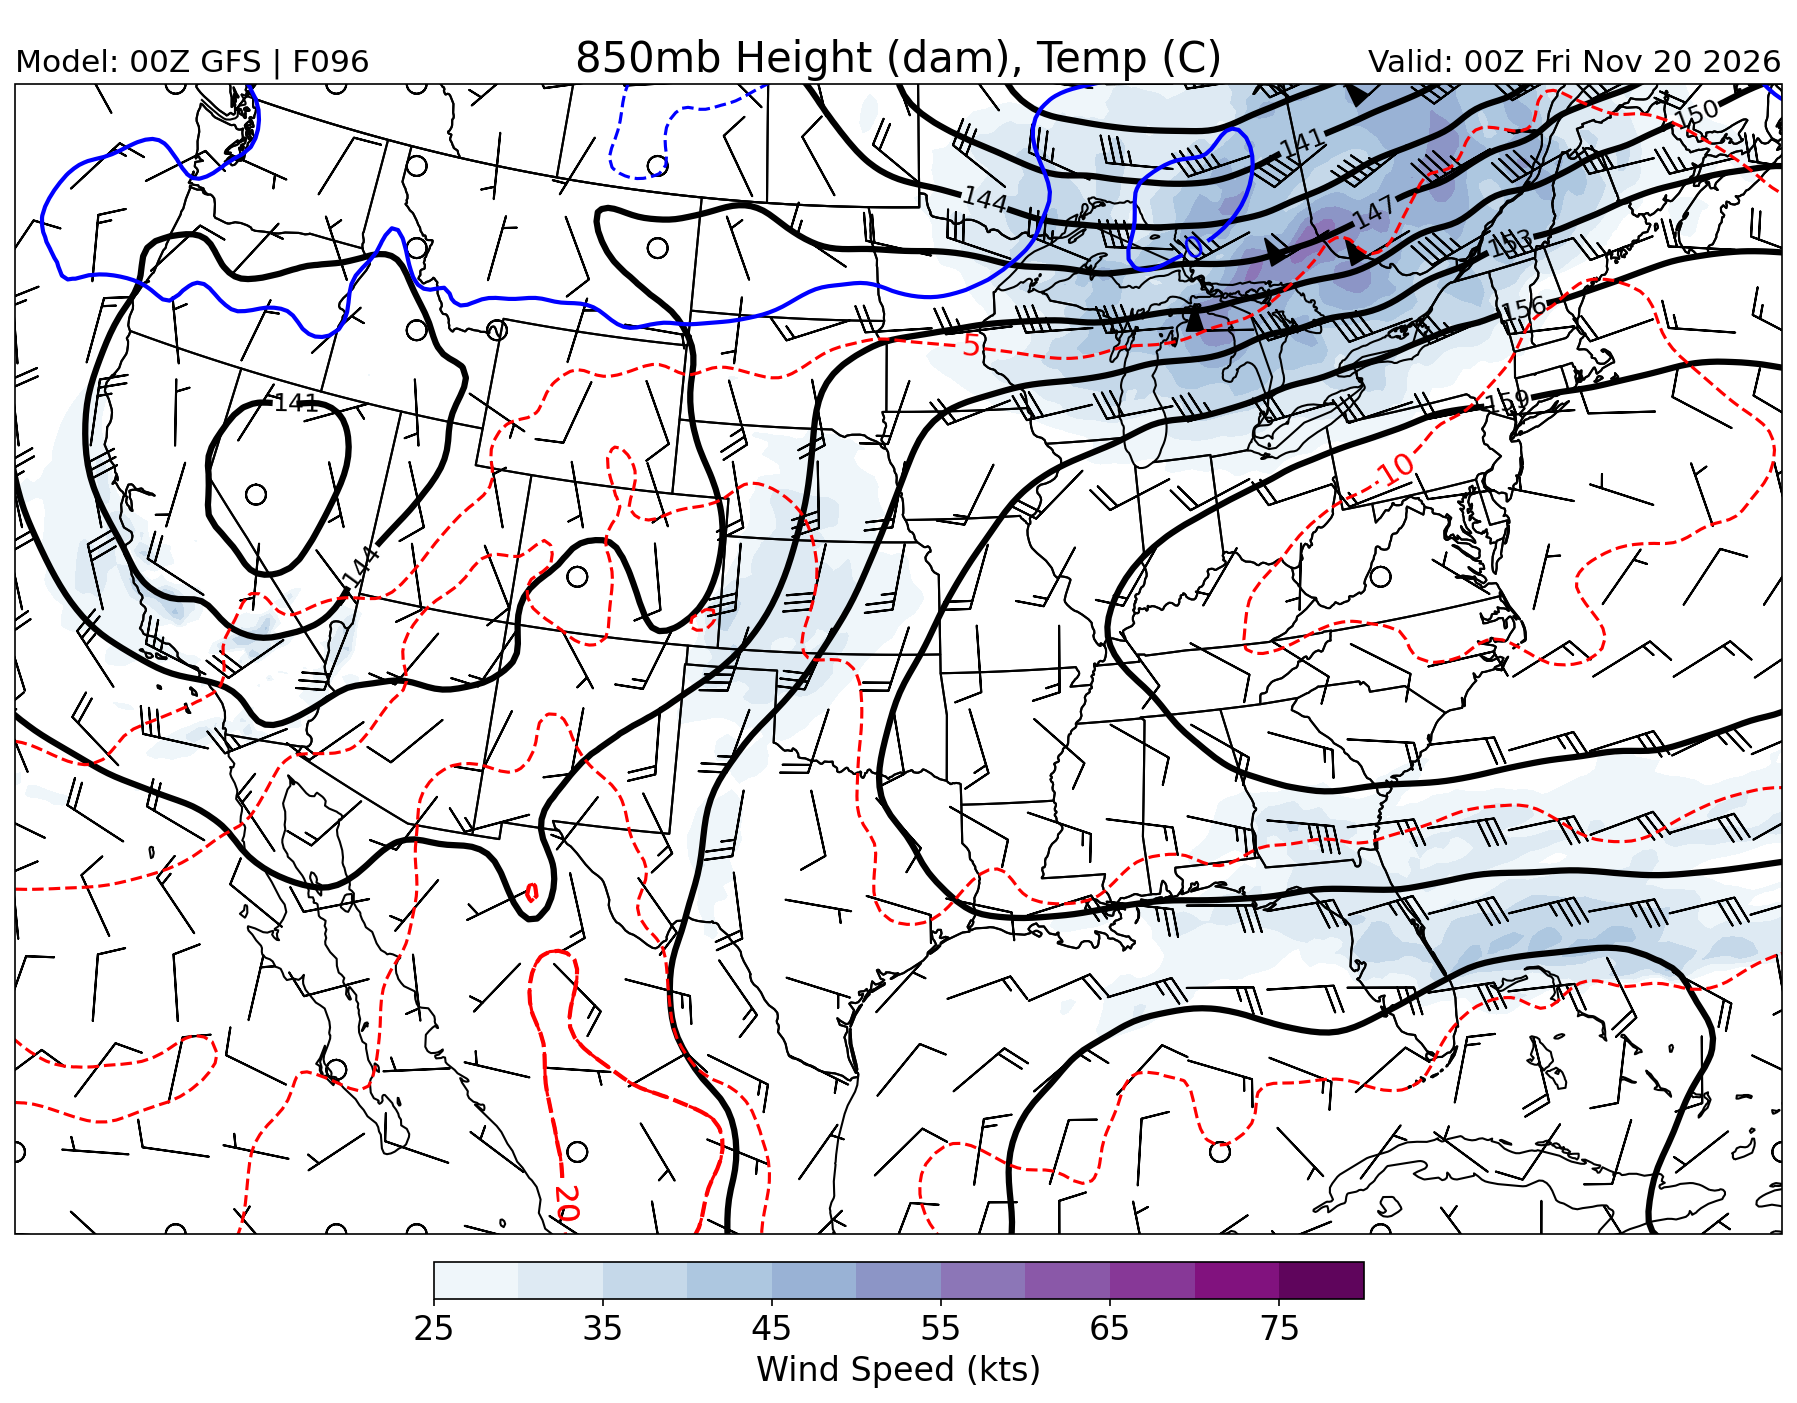 Model: 00Z GFS | F096
850mb Height (dam), Temp (C)
Valid: 00Z Fri Nov 20 2026
150
141
144
147
0
153
156
5
141
159
10
144
20
25 35 45 55 65 75
Wind Speed (kts)